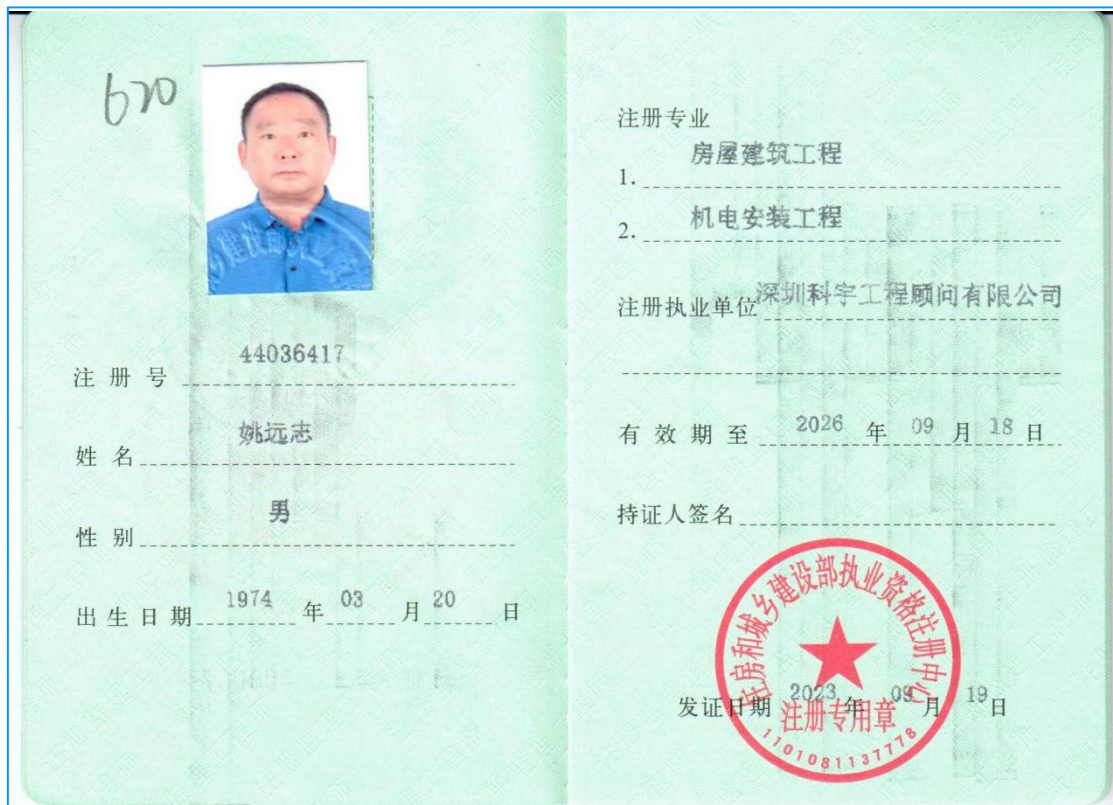 620
注册号 44036417
姓名 姚远志
性别 男
出生日期 1974 年 03 月 20 日
注册专业
1. 房屋建筑工程
2. 机电安装工程
注册执业单位 深圳科宇工程顾问有限公司
有效期至 2026 年 09 月 18 日
持证人签名
住房和城乡建设部执业资格注册中心
发证日期 2023 年 09 月 19 日
注册专用章
1101081137778